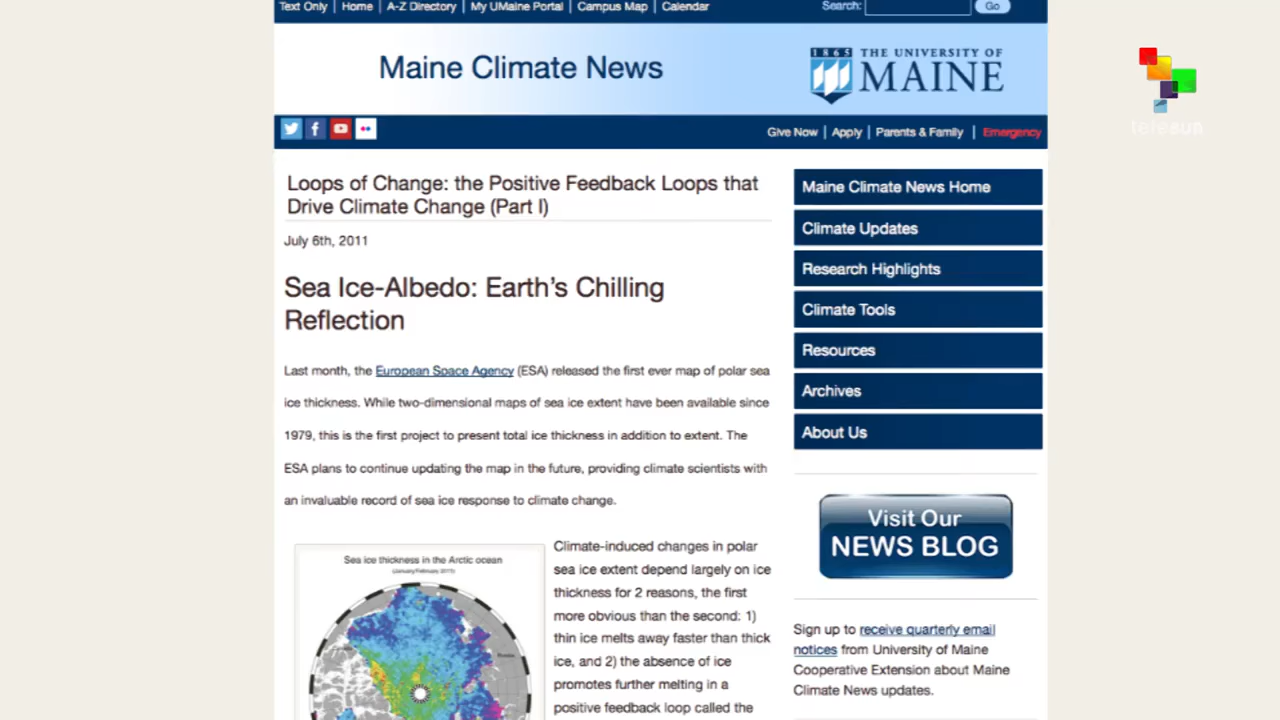 Text Only | Home | A-Z Directory | My UMaine Portal | Campus Map | Calendar
Search: Go
Maine Climate News
1865 THE UNIVERSITY OF
MAINE
Give Now | Apply | Parents & Family | Emergency
telesur
Loops of Change: the Positive Feedback Loops that
Drive Climate Change (Part I)
July 6th, 2011
Sea Ice-Albedo: Earth's Chilling
Reflection
Last month, the European Space Agency (ESA) released the first ever map of polar sea
ice thickness. While two-dimensional maps of sea ice extent have been available since
1979, this is the first project to present total ice thickness in addition to extent. The
ESA plans to continue updating the map in the future, providing climate scientists with
an invaluable record of sea ice response to climate change.
Sea ice thickness in the Arctic ocean
(January/February 2011)
Russia
Climate-induced changes in polar
sea ice extent depend largely on ice
thickness for 2 reasons, the first
more obvious than the second: 1)
thin ice melts away faster than thick
ice, and 2) the absence of ice
promotes further melting in a
positive feedback loop called the
Maine Climate News Home
Climate Updates
Research Highlights
Climate Tools
Resources
Archives
About Us
Visit Our
NEWS BLOG
Sign up to receive quarterly email
notices from University of Maine
Cooperative Extension about Maine
Climate News updates.